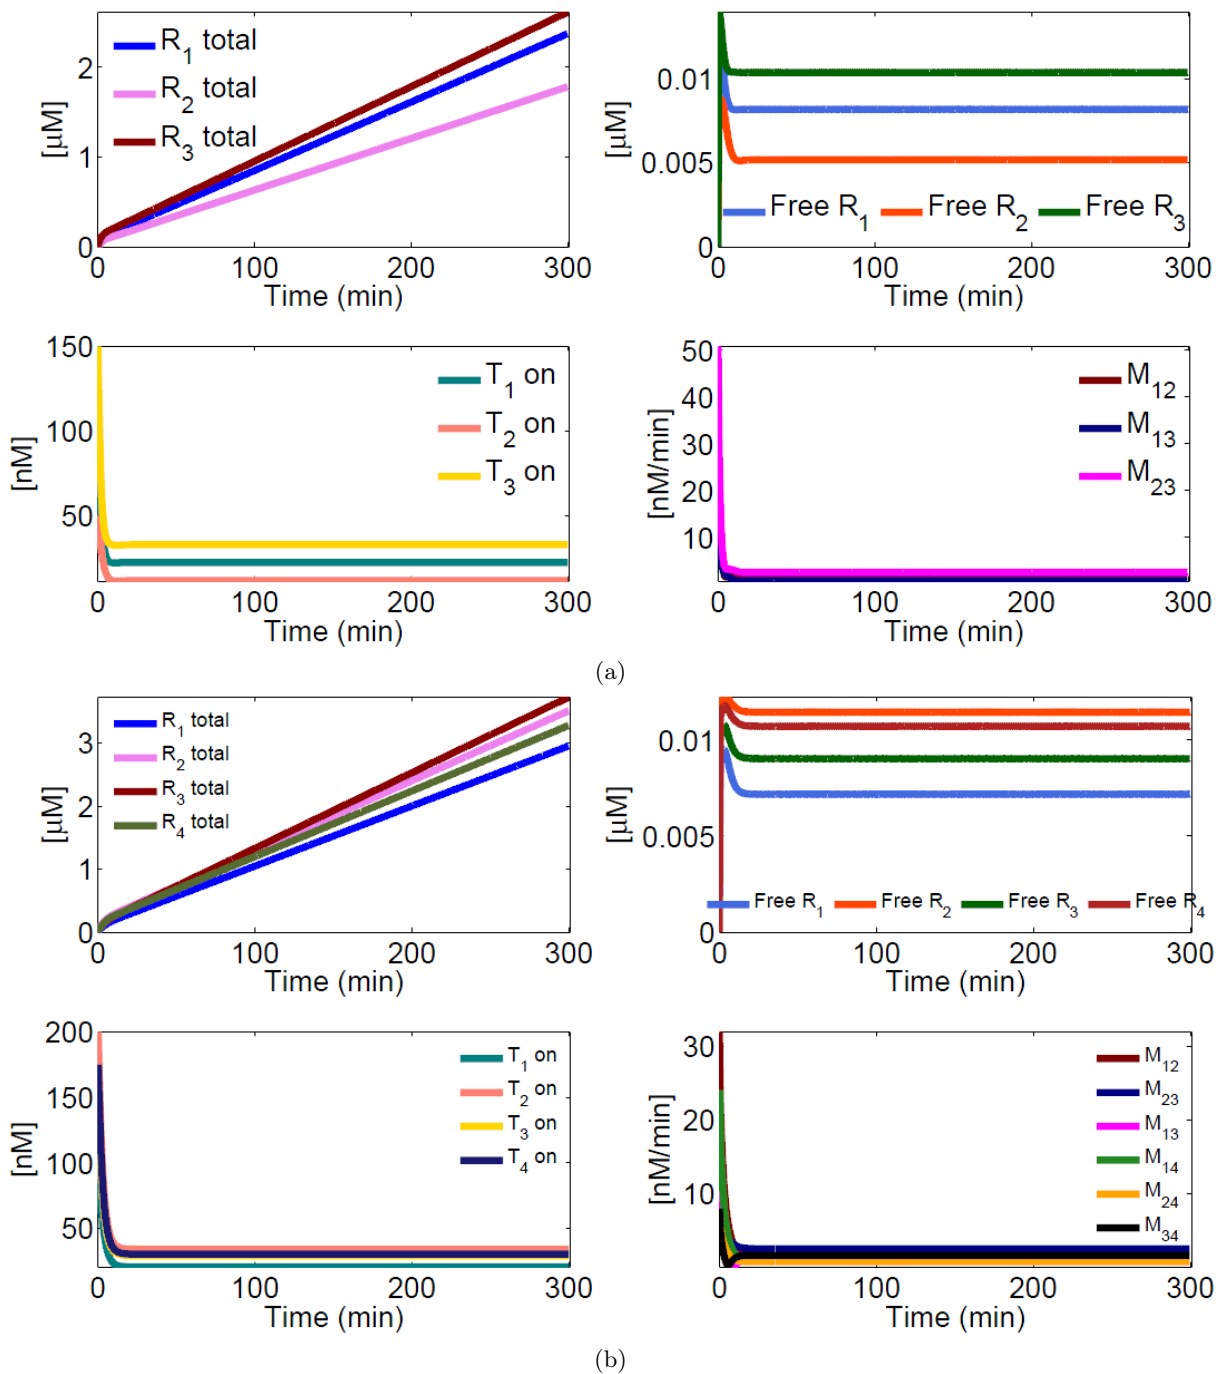 [µM]
2
1
0
R1 total
R2 total
R3 total
0 100 200 300
Time (min)
[µM]
0.01
0.005
0
Free R1 Free R2 Free R3
0 100 200 300
Time (min)
[nM]
150
100
50
T1 on
T2 on
T3 on
0 100 200 300
Time (min)
[nM/min]
50
40
30
20
10
M12
M13
M23
0 100 200 300
Time (min)
(a)
[µM]
3
2
1
0
R1 total
R2 total
R3 total
R4 total
0 100 200 300
Time (min)
[µM]
0.01
0.005
0
Free R1 Free R2 Free R3 Free R4
0 100 200 300
Time (min)
[nM]
200
150
100
50
T1 on
T2 on
T3 on
T4 on
0 100 200 300
Time (min)
[nM/min]
30
20
10
M12
M23
M13
M14
M24
M34
0 100 200 300
Time (min)
(b)